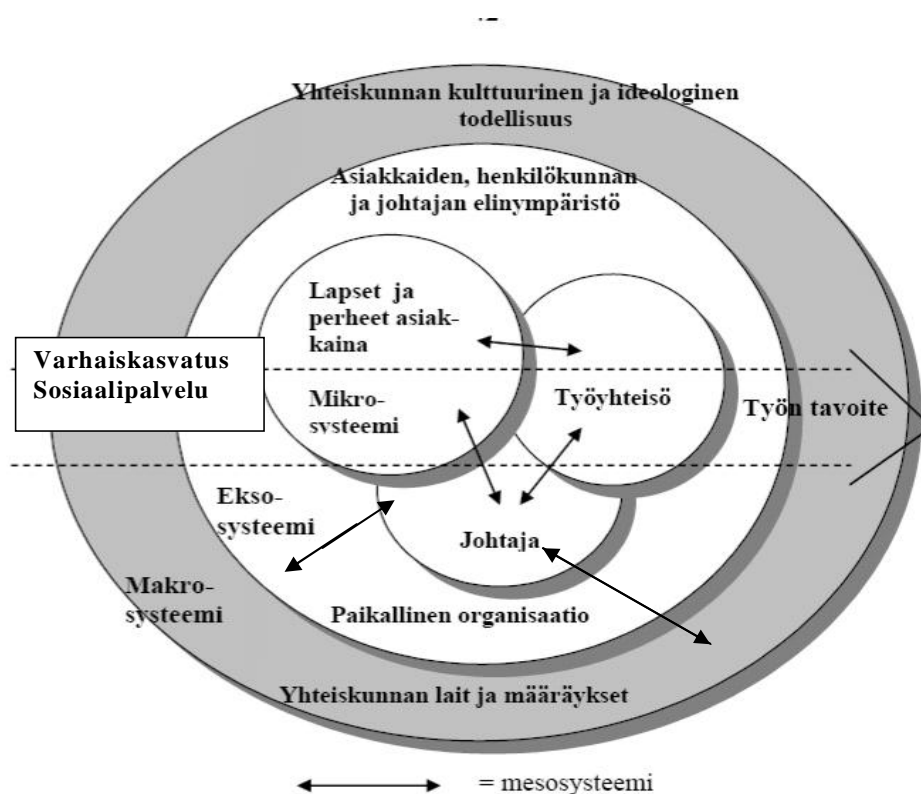 Yhteiskunnan kulttuurinen ja ideologinen
todellisuus
Asiakkaiden, henkilökunnan
ja johtajan elinympäristö
Lapset ja
perheet asiak-
kaina
Varhaiskasvatus
Sosiaalipalvelu
Mikro-
systeemi
Työyhteisö
Työn tavoite
Ekso-
systeemi
Johtaja
Makro-
systeemi
Paikallinen organisaatio
Yhteiskunnan lait ja määräykset
= mesosysteemi